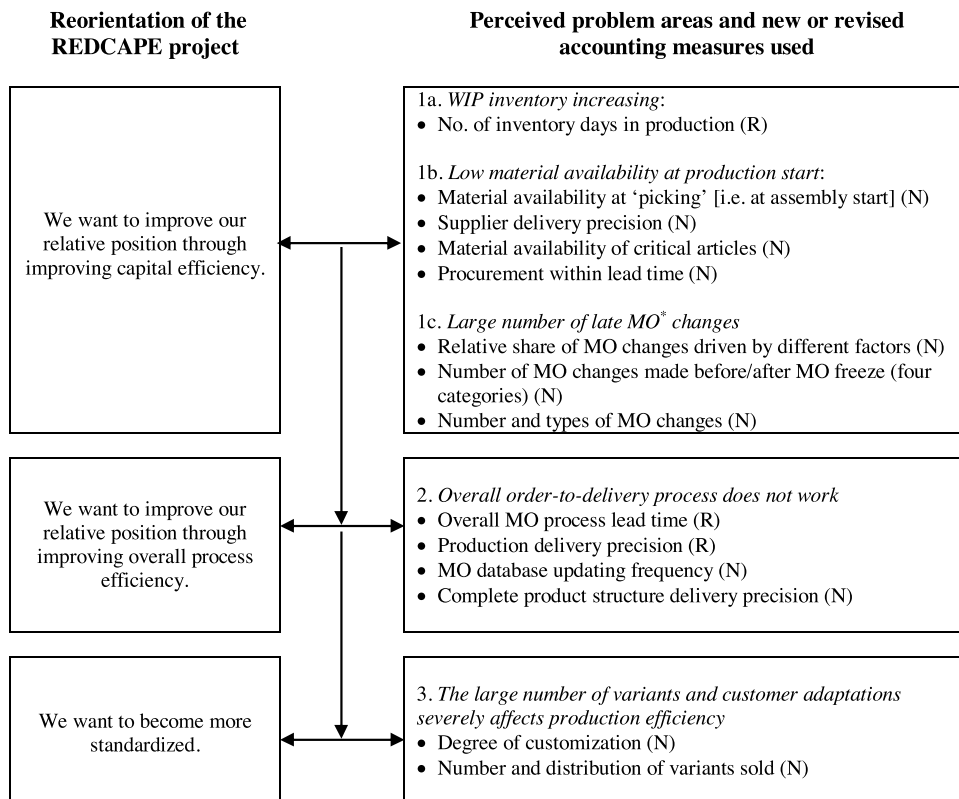 Reorientation of the
REDCAPE project
Perceived problem areas and new or revised
accounting measures used
We want to improve our
relative position through
improving capital efficiency.
1a. WIP inventory increasing:
• No. of inventory days in production (R)
1b. Low material availability at production start:
• Material availability at ‘picking’ [i.e. at assembly start] (N)
• Supplier delivery precision (N)
• Material availability of critical articles (N)
• Procurement within lead time (N)
1c. Large number of late MO* changes
• Relative share of MO changes driven by different factors (N)
• Number of MO changes made before/after MO freeze (four
categories) (N)
• Number and types of MO changes (N)
We want to improve our
relative position through
improving overall process
efficiency.
2. Overall order-to-delivery process does not work
• Overall MO process lead time (R)
• Production delivery precision (R)
• MO database updating frequency (N)
• Complete product structure delivery precision (N)
We want to become more
standardized.
3. The large number of variants and customer adaptations
severely affects production efficiency
• Degree of customization (N)
• Number and distribution of variants sold (N)